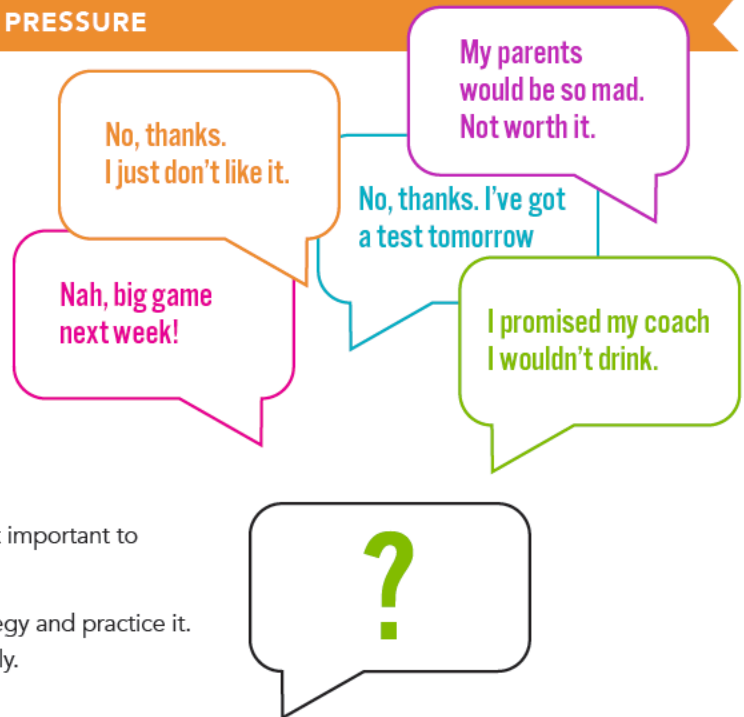 PRESSURE
My parents
would be so mad.
Not worth it.
No, thanks.
I just don't like it.
No, thanks. I've got
a test tomorrow
Nah, big game
next week!
I promised my coach
I wouldn't drink.
important to
egy and practice it.
ly.
?